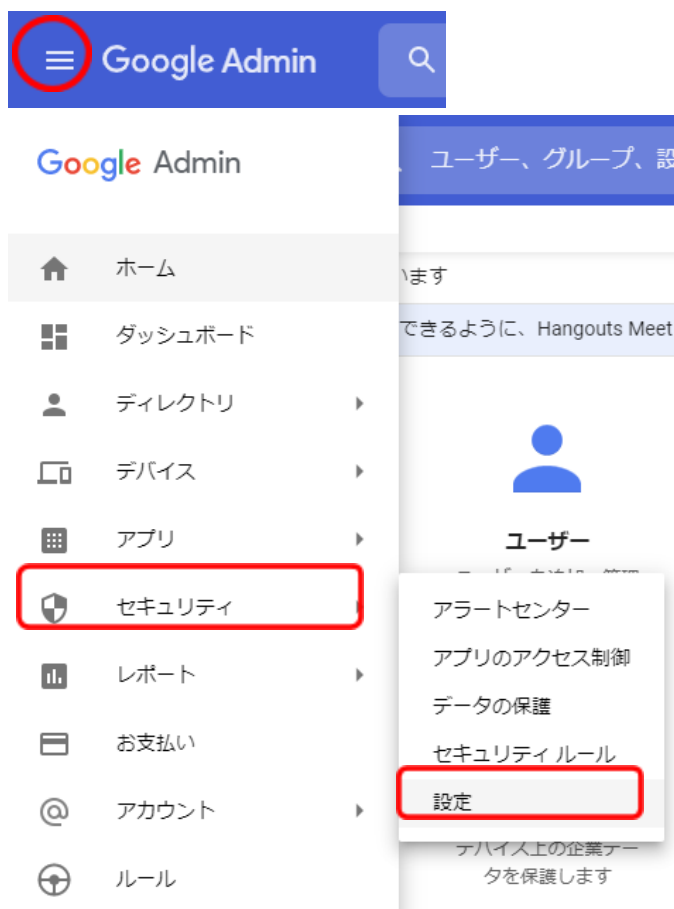 Google Admin
Google Admin
ユーザー、グループ、設
ホーム
います
ダッシュボード
できるように、Hangouts Meet
ディレクトリ
デバイス
アプリ
ユーザー
セキュリティ
アラートセンター
アプリのアクセス制御
データの保護
セキュリティ ルール
設定
レポート
お支払い
アカウント
デバイス上の企業デー
タを保護します
ルール